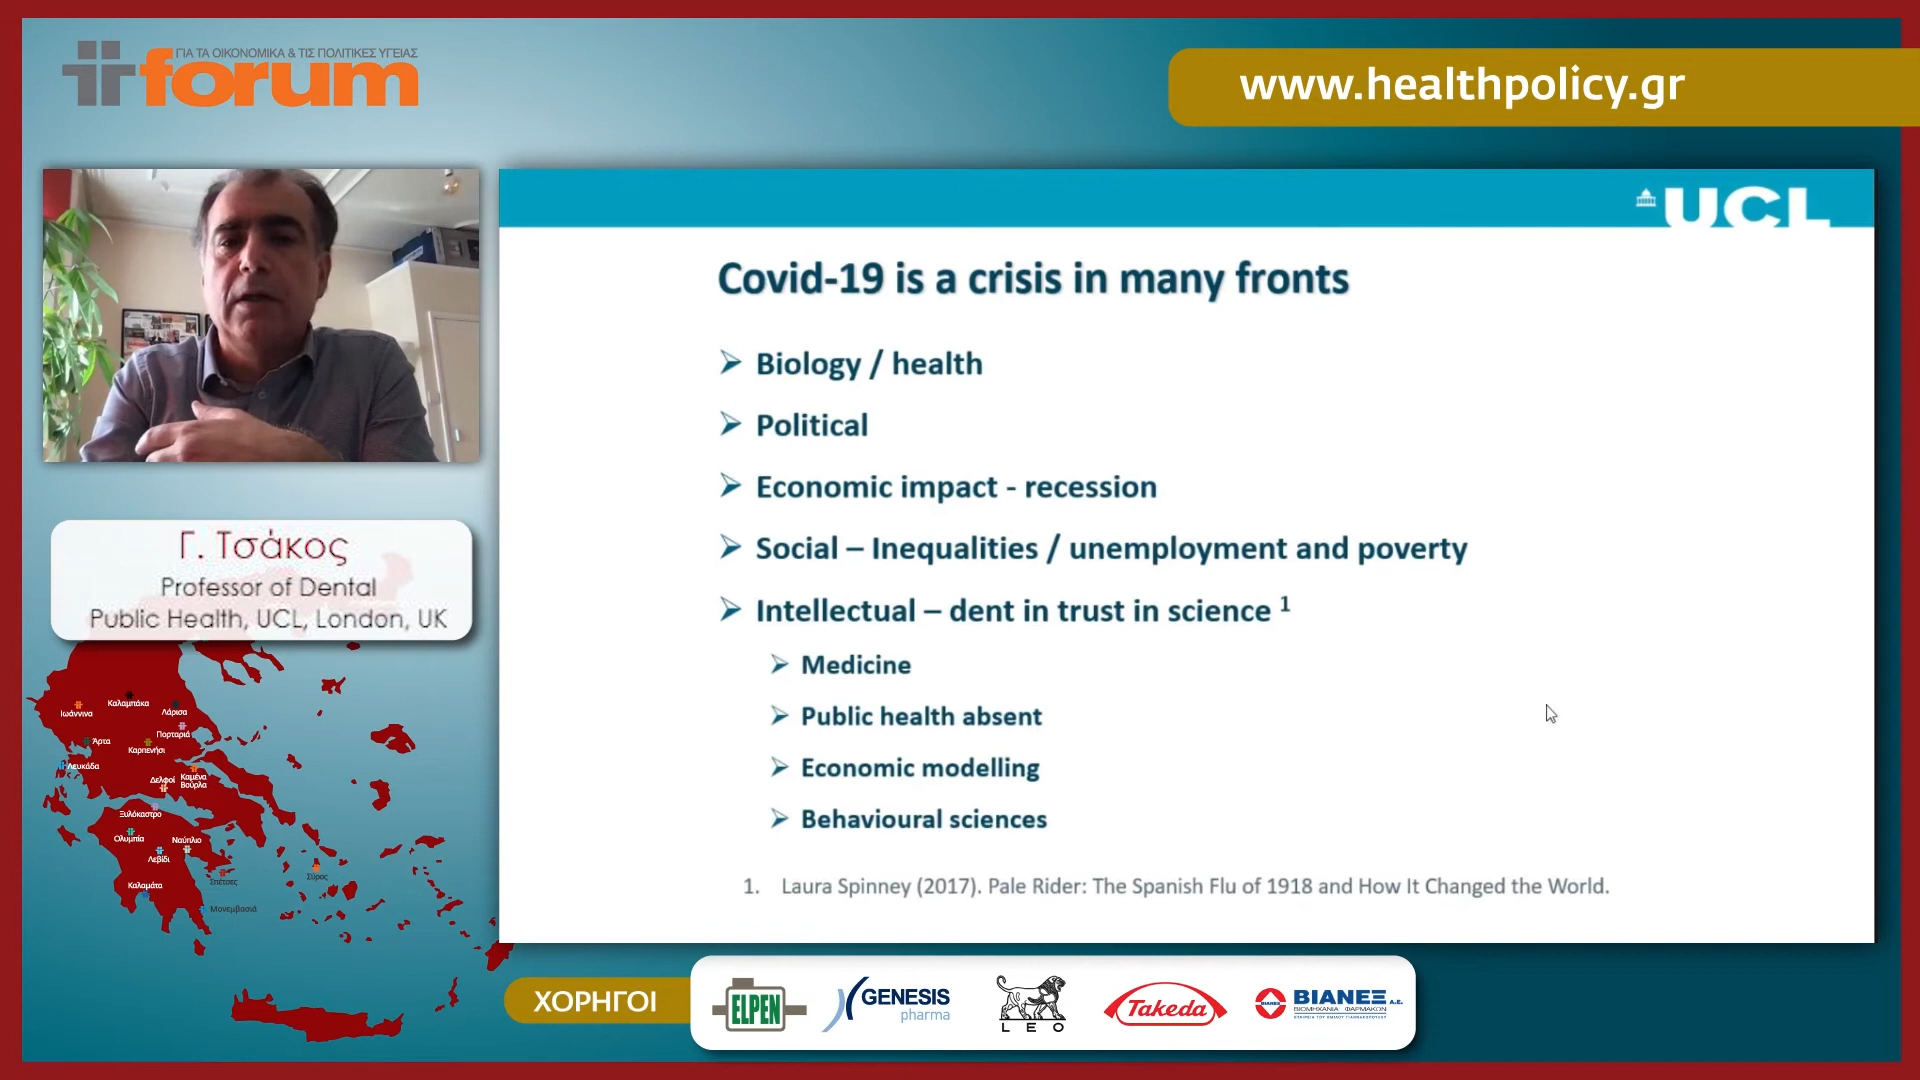 ΓΙΑ ΤΑ ΟΙΚΟΝΟΜΙΚΑ & ΤΙΣ ΠΟΛΙΤΙΚΕΣ ΥΓΕΙΑΣ
forum
www.healthpolicy.gr
UCL
Covid-19 is a crisis in many fronts
Biology / health
Political
Economic impact - recession
Social – Inequalities / unemployment and poverty
Intellectual – dent in trust in science 1
Medicine
Public health absent
Economic modelling
Behavioural sciences
1. Laura Spinney (2017). Pale Rider: The Spanish Flu of 1918 and How It Changed the World.
Γ. Τσάκος
Professor of Dental
Public Health, UCL, London, UK
Ιωάννινα
Καλαμπάκα
Λάρισα
Πορταριά
Άρτα
Καρπενήσι
Λευκάδα
Δελφοί
Καμένα
Βούρλα
Ξυλόκαστρο
Ολυμπία
Ναύπλιο
Λεβίδι
Σπέτσες
Σύρος
Καλαμάτα
Μονεμβασιά
ΧΟΡΗΓΟΙ
ELPEN
GENESIS
pharma
LEO
Takeda
ΒΙΑΝΕΞ Α.Ε.
ΒΙΟΜΗΧΑΝΙΑ ΦΑΡΜΑΚΩΝ